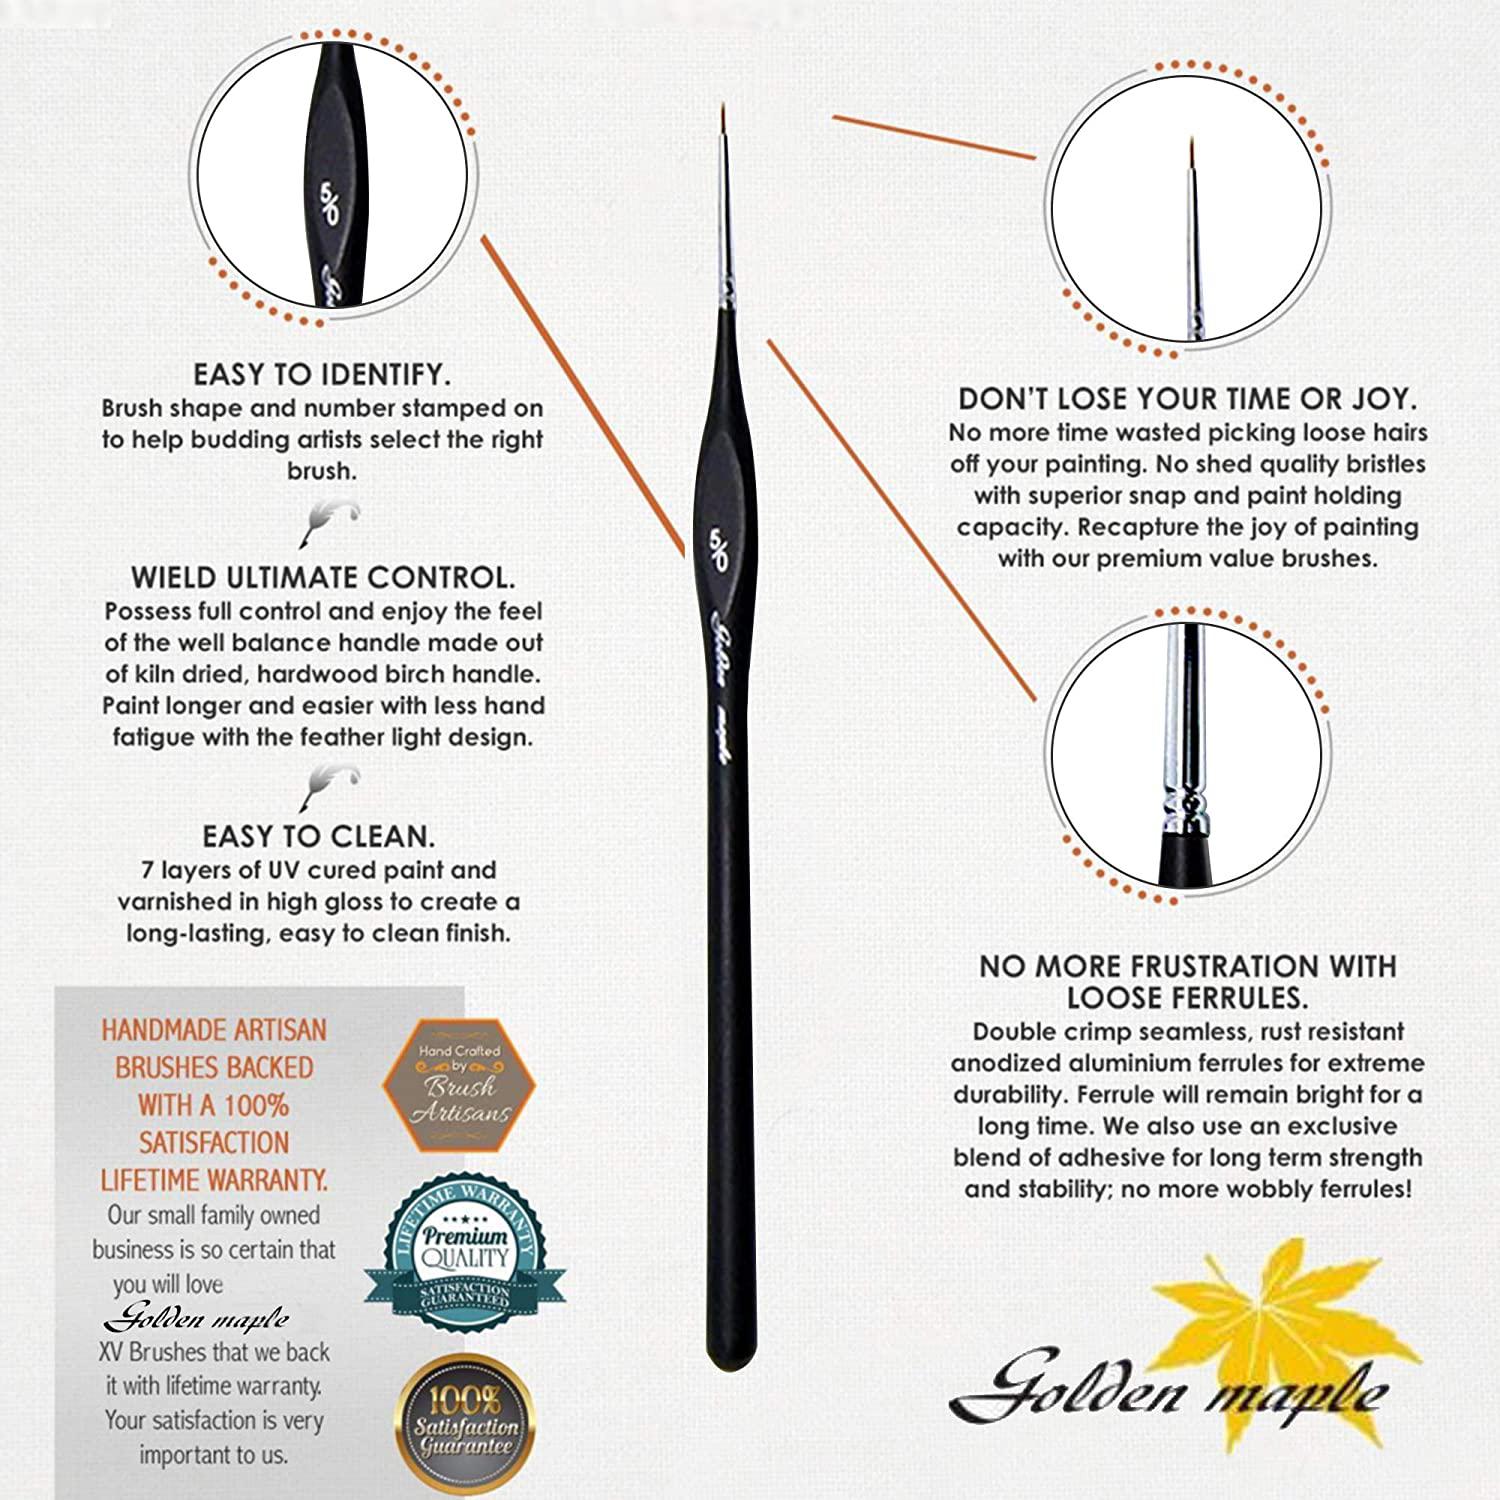 5/0
EASY TO IDENTIFY.
Brush shape and number stamped on
to help budding artists select the right
brush.
WIELD ULTIMATE CONTROL.
Possess full control and enjoy the feel
of the well balance handle made out
of kiln dried, hardwood birch handle.
Paint longer and easier with less hand
fatigue with the feather light design.
EASY TO CLEAN.
7 layers of UV cured paint and
varnished in high gloss to create a
long-lasting, easy to clean finish.
HANDMADE ARTISAN
BRUSHES BACKED
WITH A 100%
SATISFACTION
LIFETIME WARRANTY.
Our small family owned
business is so certain that
you will love
Golden maple
XV Brushes that we back
it with lifetime warranty.
Your satisfaction is very
important to us.
Hand Crafted
by
Brush
Artisans
LIFETIME WARRANTY
Premium
QUALITY
SATISFACTION
GUARANTEED
100%
Satisfaction
Guarantee
5/0
Golden maple
DON'T LOSE YOUR TIME OR JOY.
No more time wasted picking loose hairs
off your painting. No shed quality bristles
with superior snap and paint holding
capacity. Recapture the joy of painting
with our premium value brushes.
NO MORE FRUSTRATION WITH
LOOSE FERRULES.
Double crimp seamless, rust resistant
anodized aluminium ferrules for extreme
durability. Ferrule will remain bright for a
long time. We also use an exclusive
blend of adhesive for long term strength
and stability; no more wobbly ferrules!
Golden maple